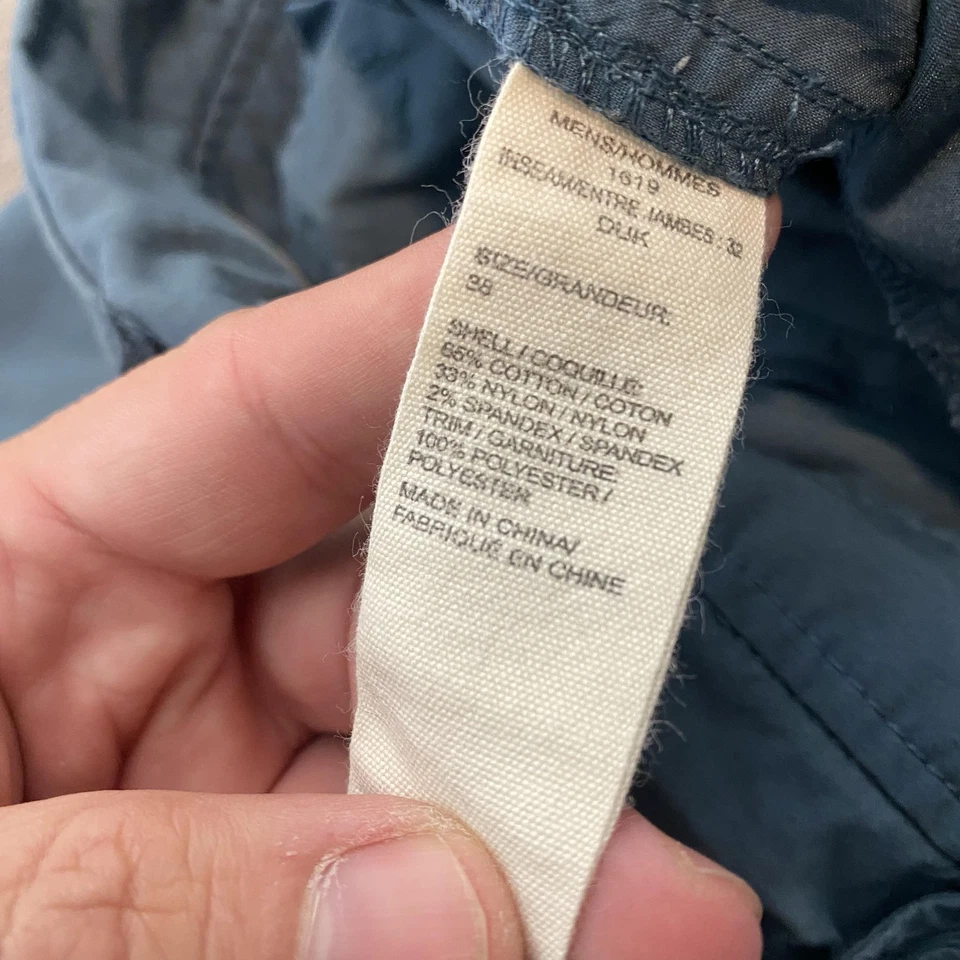 MENS/HOMMES
1619
INSEAM/ENTRE JAMBES : 32
DUK
SIZE/GRANDEUR:
38
SHELL / COQUILLE:
65% COTTON / COTON
33% NYLON / NYLON
2% SPANDEX / SPANDEX
TRIM / GARNITURE
100% POLYESTER /
POLYESTER
MADE IN CHINA/
FABRIQUÉ EN CHINE